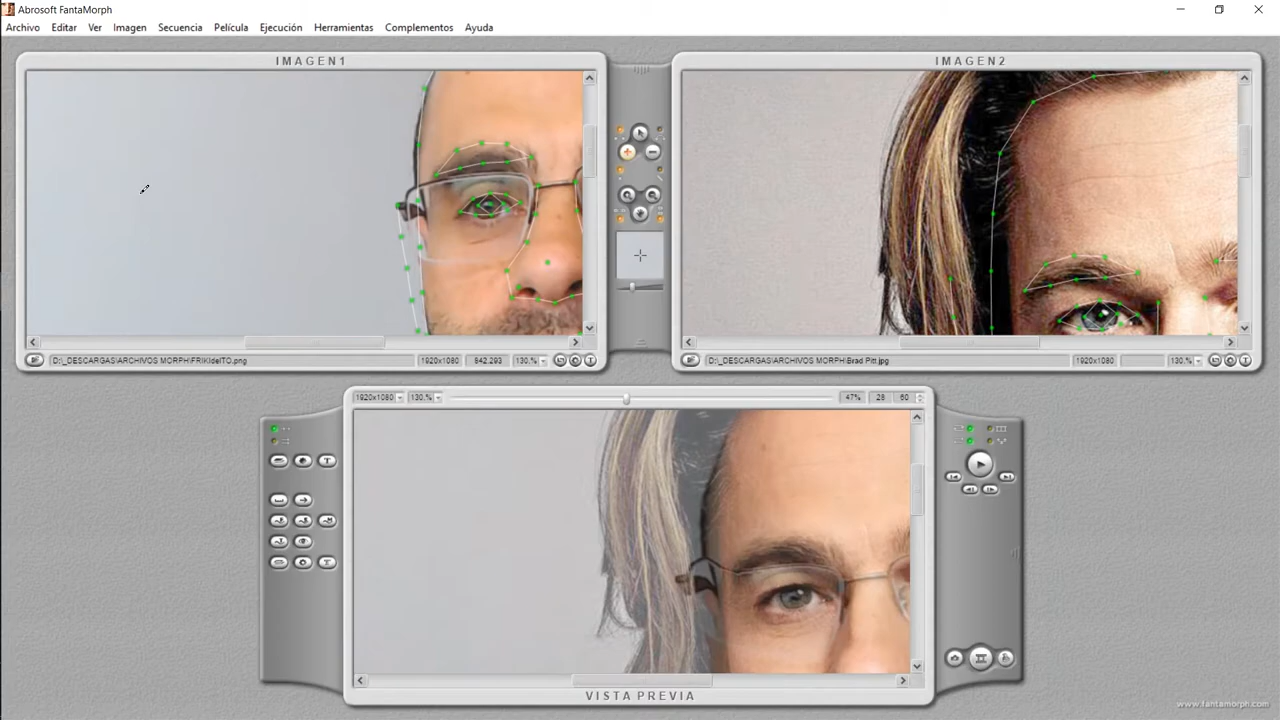 Abrosoft FantaMorph
Archivo Editar Ver Imagen Secuencia Película Ejecución Herramientas Complementos Ayuda
IMAGEN1
IMAGEN2
D:\_DESCARGAS\ARCHIVOS MORPH\FRIKIdelTO.png 1920x1080 842,293 130.%
D:\_DESCARGAS\ARCHIVOS MORPH\Brad Pitt.jpg 1920x1080 130.%
1920x1080 130.% 47% 28 60
VISTA PREVIA
www.fantamorph.com